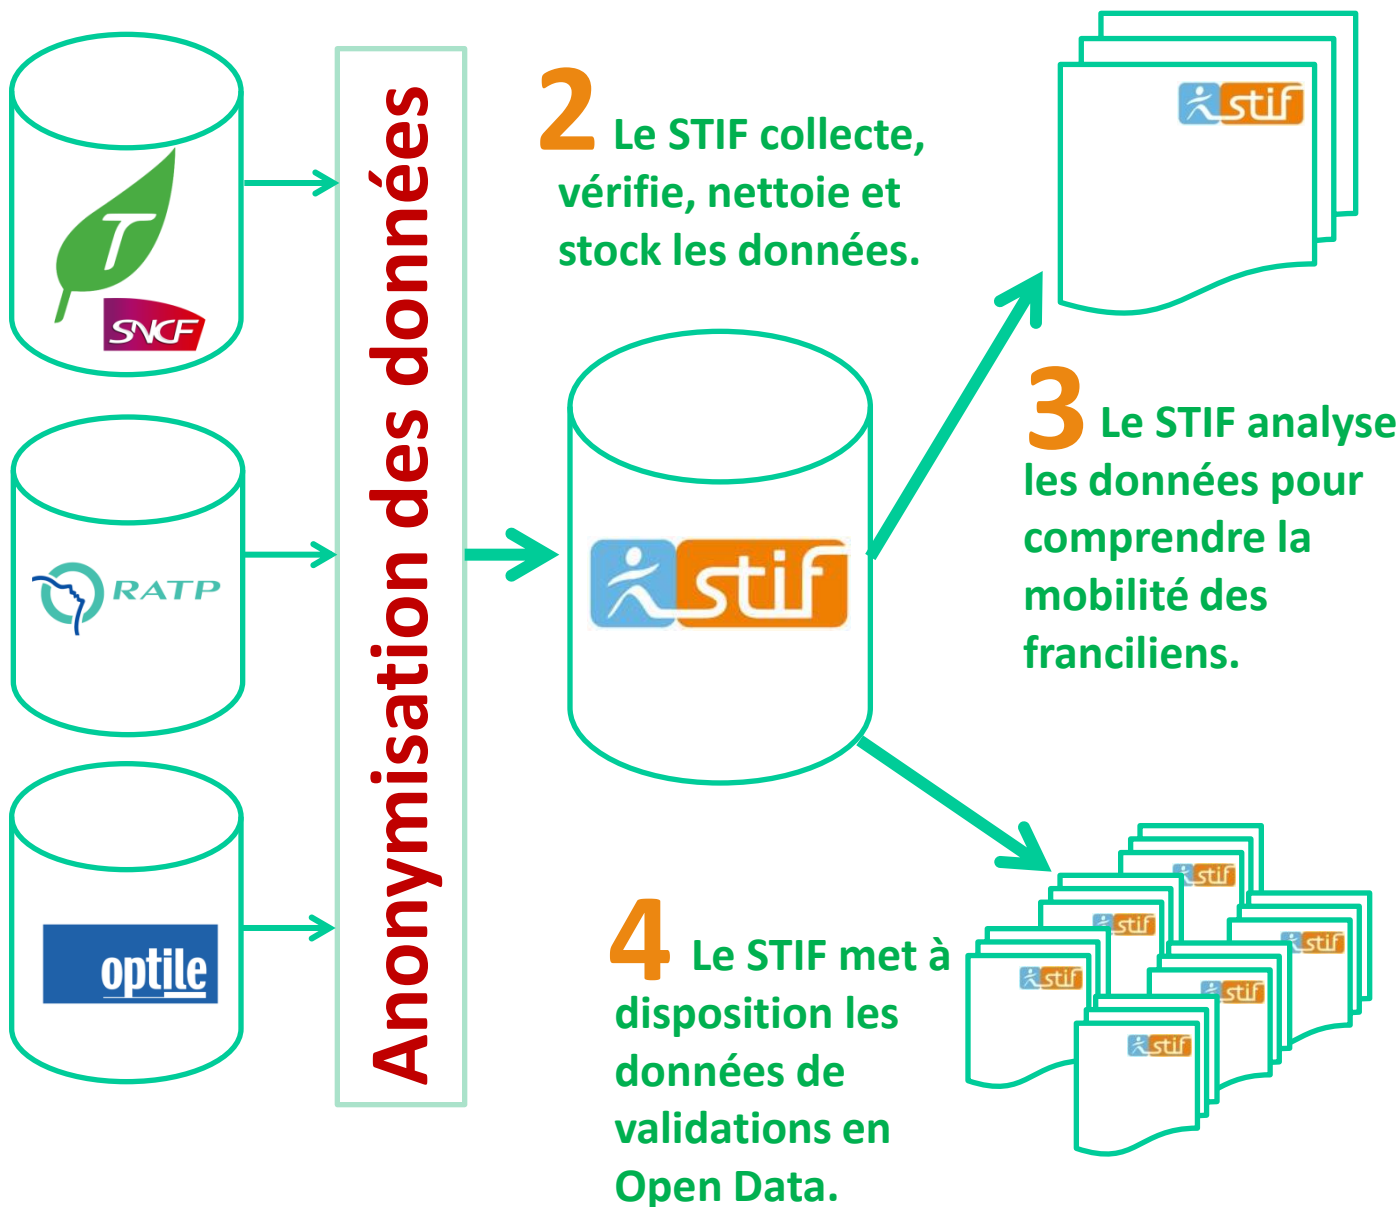 T
SNCF
RATP
optile
Anonymisation des données
2 Le STIF collecte,
vérifie, nettoie et
stock les données.
stif
stif
3 Le STIF analyse
les données pour
comprendre la
mobilité des
franciliens.
4 Le STIF met à
disposition les
données de
validations en
Open Data.
stif
stif
stif
stif
stif
stif